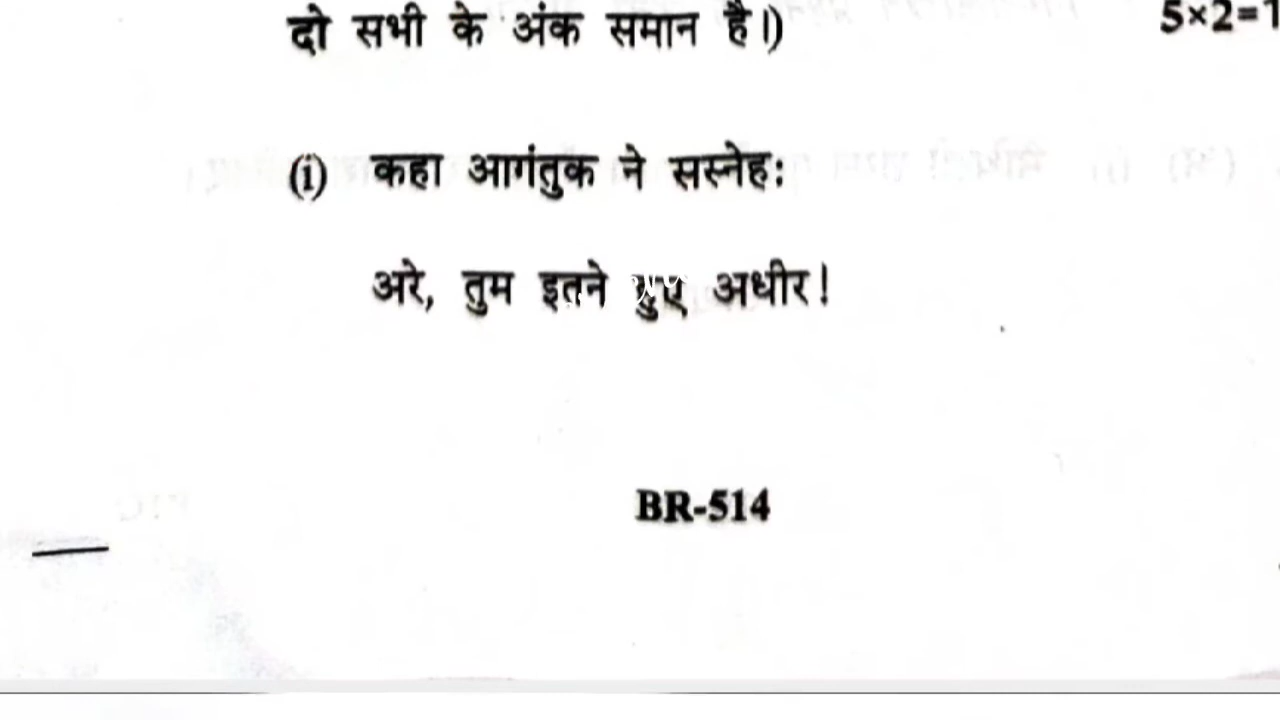 दो सभी के अंक समान है।) 5×2=1
(i) कहा आगंतुक ने सस्नेहः
अरे, तुम इतने हुए अधीर!
BR-514